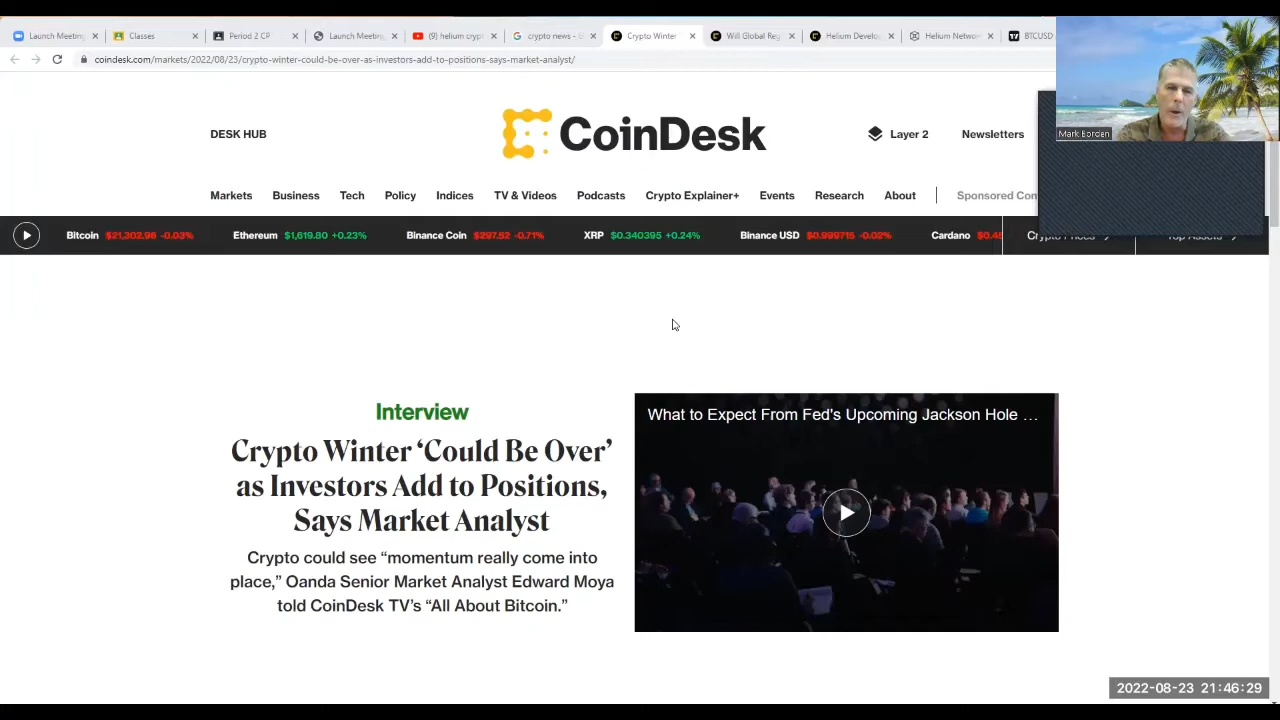 Launch Meeting
Classes
Period 2 CP
Launch Meeting
(9) helium crypt
crypto news - G
Crypto Winter
Will Global Reg
Helium Develo
Helium Networ
BTCUSD
coindesk.com/markets/2022/08/23/crypto-winter-could-be-over-as-investors-add-to-positions-says-market-analyst/
Mark Borden
DESK HUB
CoinDesk
Layer 2
Newsletters
Markets
Business
Tech
Policy
Indices
TV & Videos
Podcasts
Crypto Explainer+
Events
Research
About
Sponsored Con
Bitcoin $21,302.96 -0.03%
Ethereum $1,619.80 +0.23%
Binance Coin $297.52 -0.71%
XRP $0.340395 +0.24%
Binance USD $0.999715 -0.02%
Cardano $0.45
Crypto Prices
Top Assets
Interview
Crypto Winter ‘Could Be Over’
as Investors Add to Positions,
Says Market Analyst
Crypto could see “momentum really come into
place,” Oanda Senior Market Analyst Edward Moya
told CoinDesk TV’s “All About Bitcoin.”
What to Expect From Fed's Upcoming Jackson Hole ...
2022-08-23 21:46:29